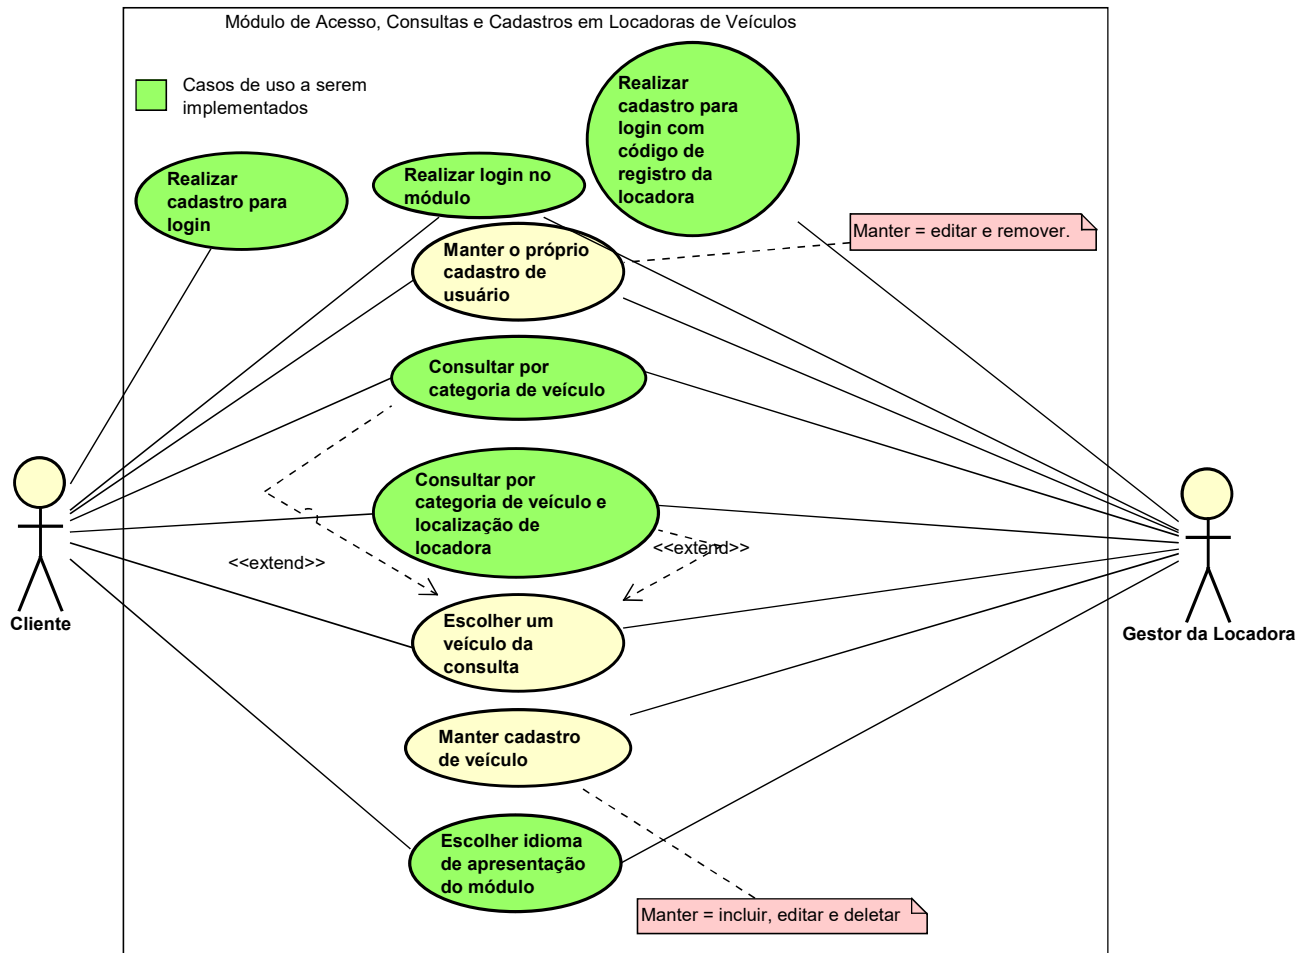 Módulo de Acesso, Consultas e Cadastros em Locadoras de Veículos
Casos de uso a serem
implementados
Realizar
cadastro para
login com
código de
registro da
locadora
Realizar
cadastro para
login
Realizar login no
módulo
Manter = editar e remover.
Manter o próprio
cadastro de
usuário
Consultar por
categoria de veículo
Consultar por
categoria de veículo e
localização de
locadora
<<extend>>
<<extend>>
Cliente
Gestor da Locadora
Escolher um
veículo da
consulta
Manter cadastro
de veículo
Escolher idioma
de apresentação
do módulo
Manter = incluir, editar e deletar